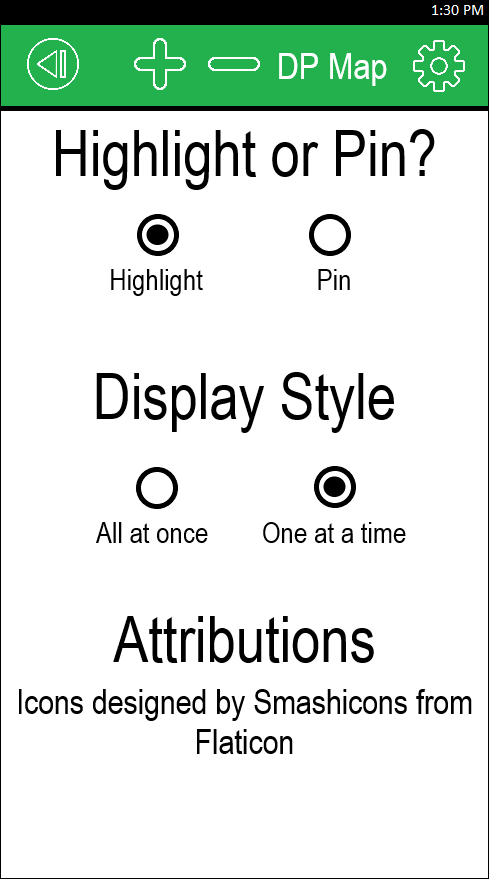 1:30 PM
DP Map
Highlight or Pin?
Highlight Pin
Display Style
All at once One at a time
Attributions
Icons designed by Smashicons from
Flaticon